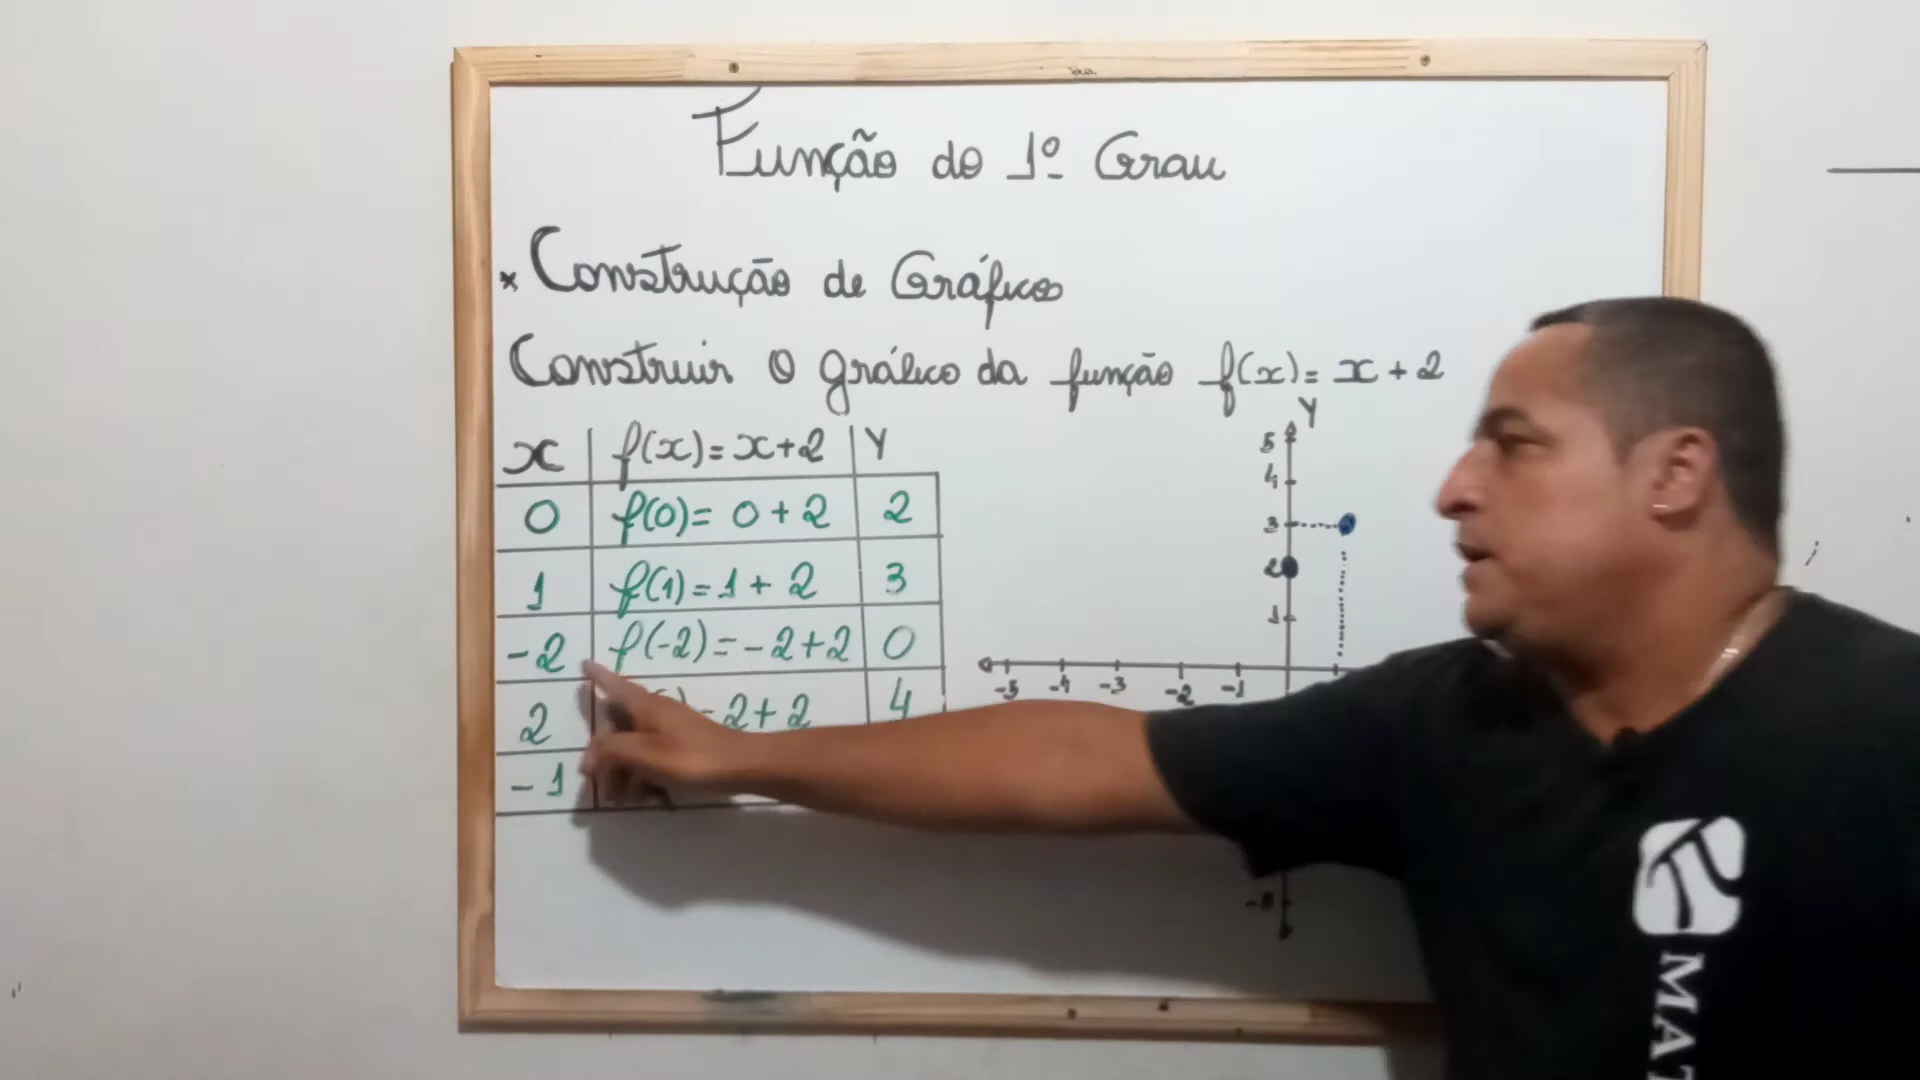 Função do 1º Grau
* Construção de Gráficos
Construir o gráfico da função f(x) = x + 2
x | f(x) = x+2 | Y
0 | f(0) = 0 + 2 | 2
1 | f(1) = 1 + 2 | 3
-2 | f(-2) = -2+2 | 0
2 | 2+2 | 4
-1
Y
5
4
3
2
1
-5 -4 -3 -2 -1
MAT